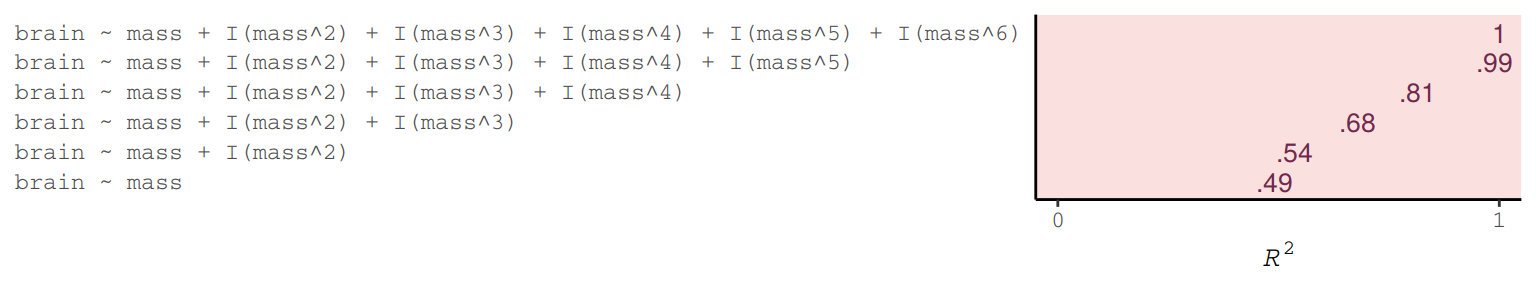 brain ~ mass + I(mass^2) + I(mass^3) + I(mass^4) + I(mass^5) + I(mass^6) 1
brain ~ mass + I(mass^2) + I(mass^3) + I(mass^4) + I(mass^5) .99
brain ~ mass + I(mass^2) + I(mass^3) + I(mass^4) .81
brain ~ mass + I(mass^2) + I(mass^3) .68
brain ~ mass + I(mass^2) .54
brain ~ mass .49
0 1
R²